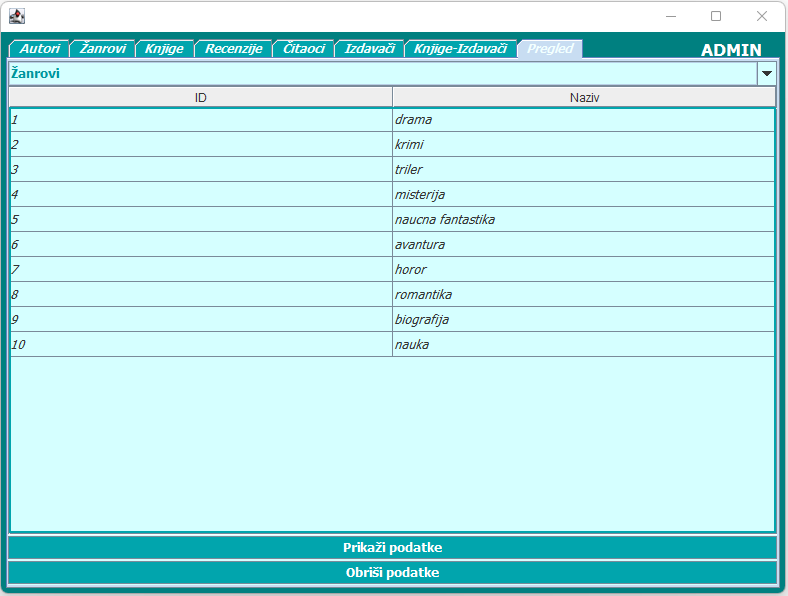 Autori Žanrovi Knjige Recenzije Čitaoci Izdavači Knjige-Izdavači Pregled ADMIN
Žanrovi
ID Naziv
1 drama
2 krimi
3 triler
4 misterija
5 naucna fantastika
6 avantura
7 horor
8 romantika
9 biografija
10 nauka
Prikaži podatke
Obriši podatke